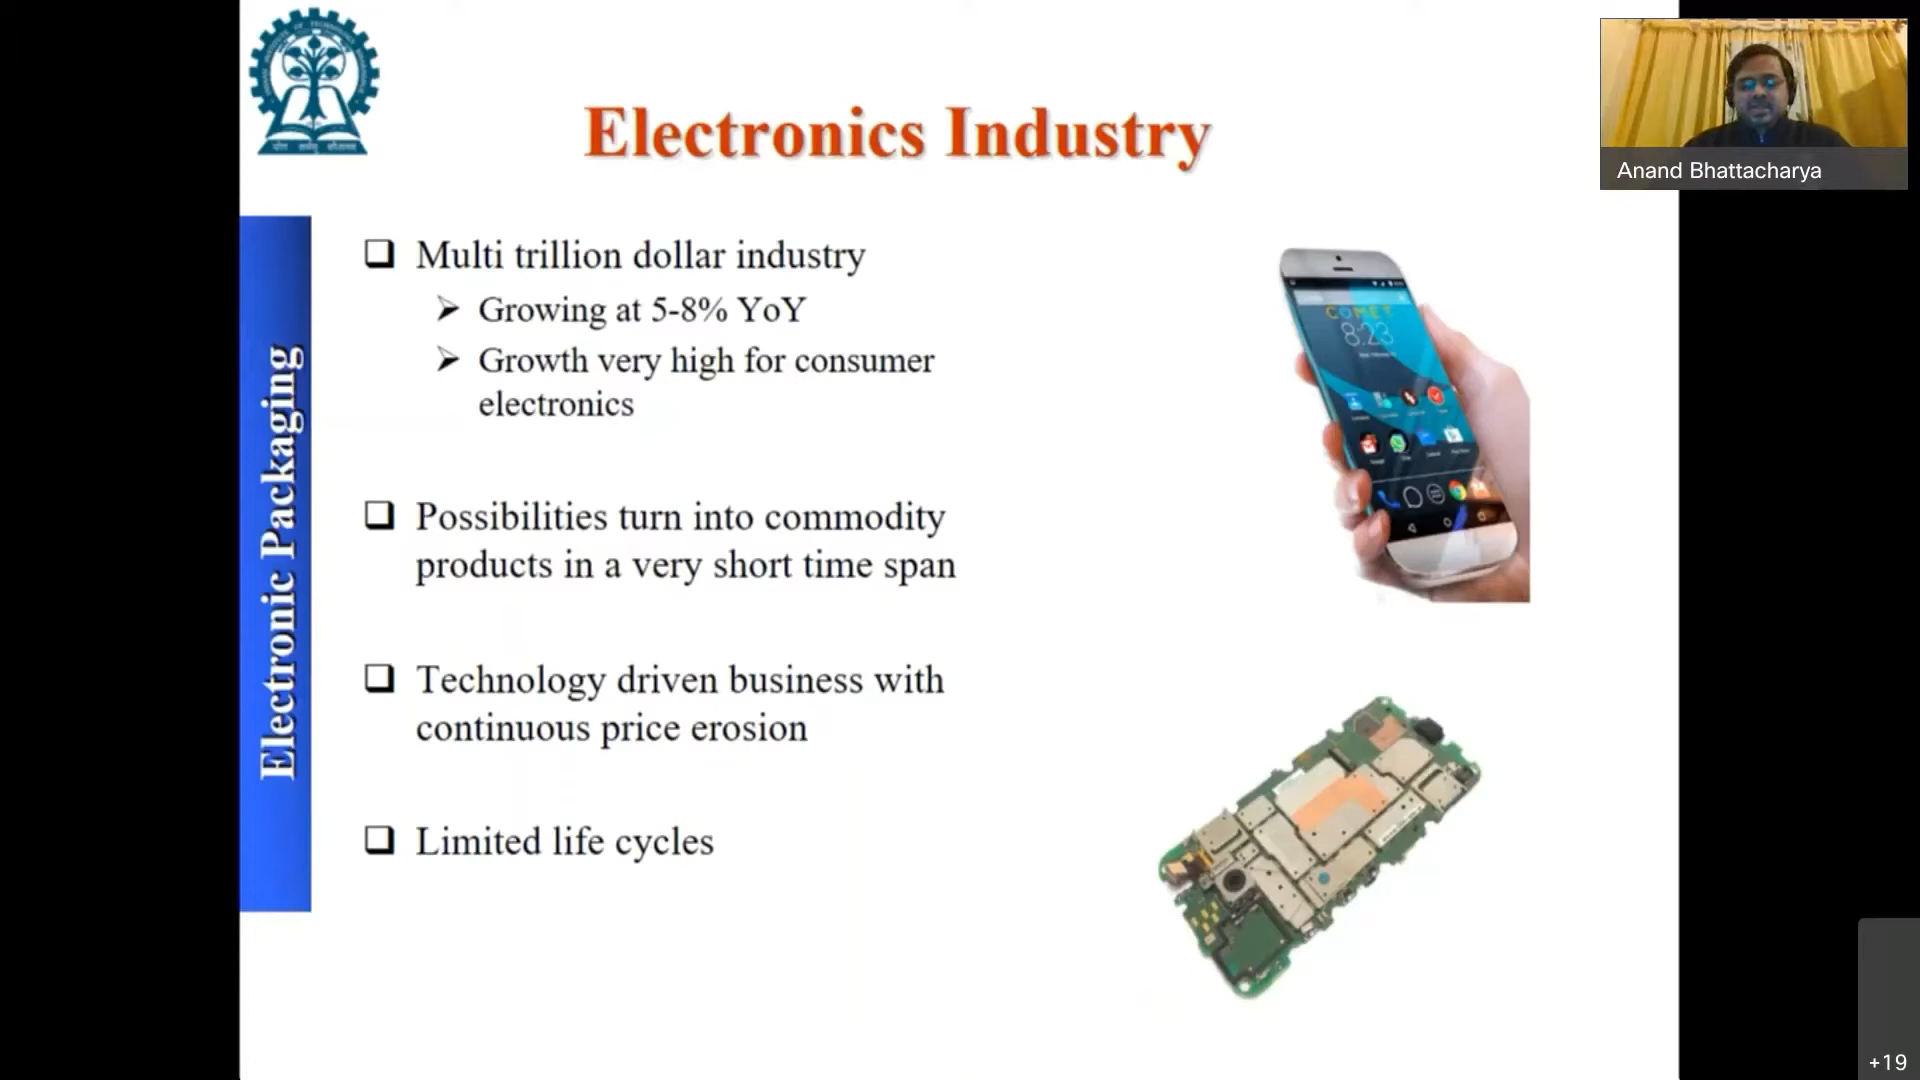 Electronics Industry
Anand Bhattacharya
Electronic Packaging
Multi trillion dollar industry
Growing at 5-8% YoY
Growth very high for consumer
electronics
Possibilities turn into commodity
products in a very short time span
Technology driven business with
continuous price erosion
Limited life cycles
COMET
8:23
+19